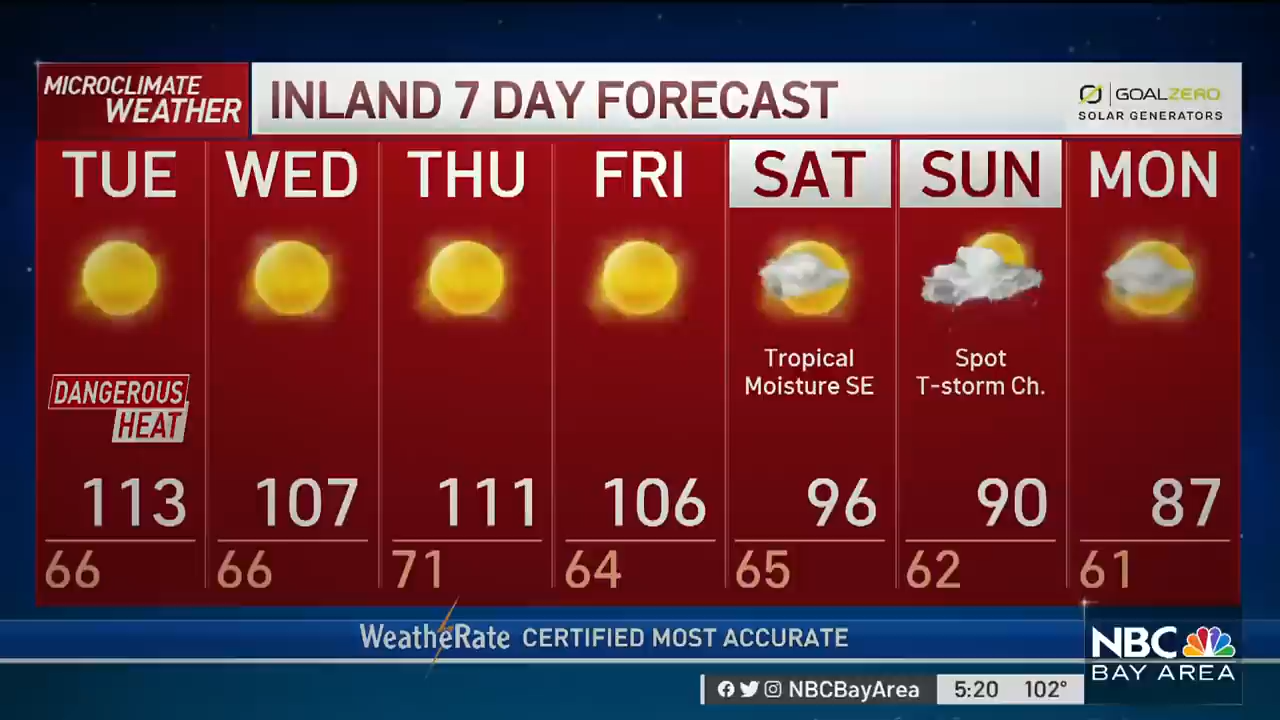 MICROCLIMATE
WEATHER
INLAND 7 DAY FORECAST
GOALZERO
SOLAR GENERATORS
TUE WED THU FRI SAT SUN MON
Tropical
Moisture SE
Spot
T-storm Ch.
DANGEROUS
HEAT
113 107 111 106 96 90 87
66 66 71 64 65 62 61
WeatheRate CERTIFIED MOST ACCURATE
NBC
BAY AREA
NBCBayArea 5:20 102°